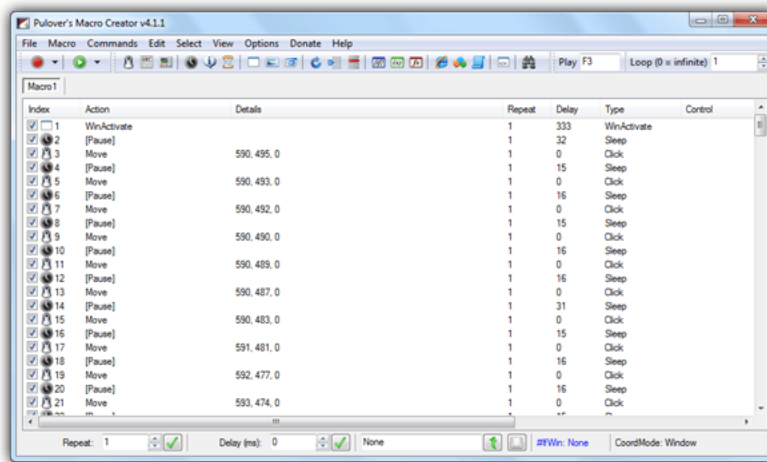 Pulover's Macro Creator v4.1.1
File Macro Commands Edit Select View Options Donate Help
Play F3 Loop (0 = infinite) 1
Macro1
Index Action Details Repeat Delay Type Control
1 WinActivate 1 333 WinActivate
2 [Pause] 1 32 Sleep
3 Move 590, 495, 0 1 0 Click
4 [Pause] 1 15 Sleep
5 Move 590, 493, 0 1 0 Click
6 [Pause] 1 16 Sleep
7 Move 590, 492, 0 1 0 Click
8 [Pause] 1 15 Sleep
9 Move 590, 490, 0 1 0 Click
10 [Pause] 1 16 Sleep
11 Move 590, 489, 0 1 0 Click
12 [Pause] 1 16 Sleep
13 Move 590, 487, 0 1 0 Click
14 [Pause] 1 31 Sleep
15 Move 590, 483, 0 1 0 Click
16 [Pause] 1 15 Sleep
17 Move 591, 481, 0 1 0 Click
18 [Pause] 1 16 Sleep
19 Move 592, 477, 0 1 0 Click
20 [Pause] 1 16 Sleep
21 Move 593, 474, 0 1 0 Click
Repeat: 1 Delay (ms): 0 None #IfWin: None CoordMode: Window